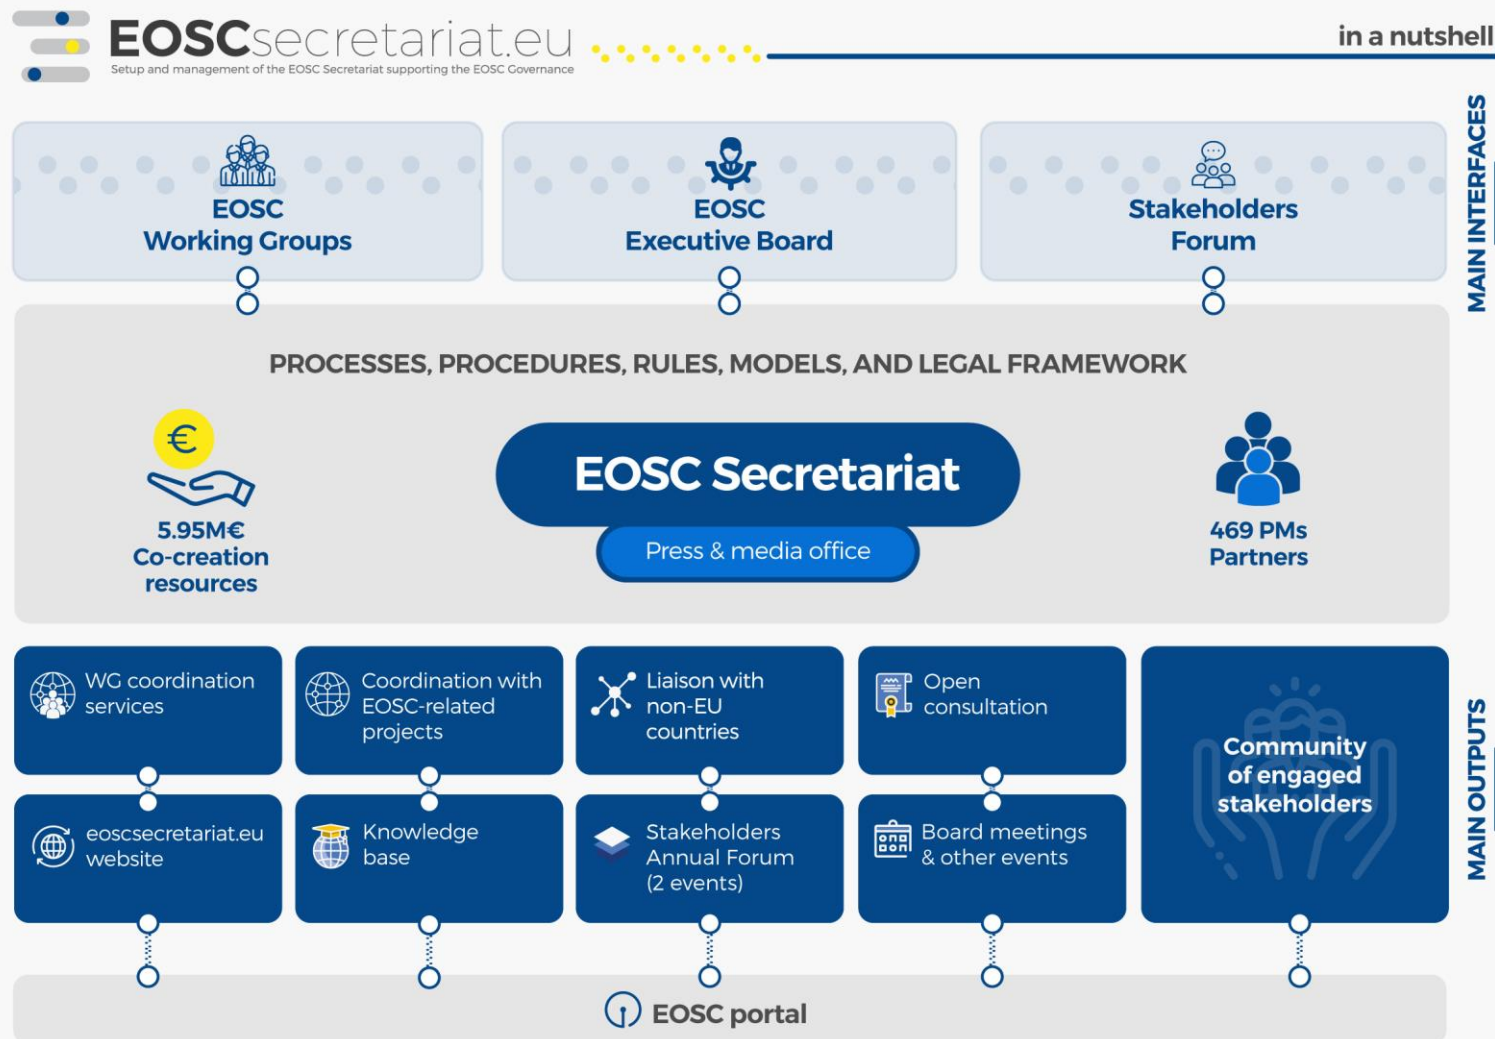 EOSCsecretariat.eu
Setup and management of the EOSC Secretariat supporting the EOSC Governance
in a nutshell
MAIN INTERFACES
EOSC
Working Groups
EOSC
Executive Board
Stakeholders
Forum
PROCESSES, PROCEDURES, RULES, MODELS, AND LEGAL FRAMEWORK
€
5.95M€
Co-creation
resources
EOSC Secretariat
Press & media office
469 PMs
Partners
MAIN OUTPUTS
WG coordination
services
Coordination with
EOSC-related
projects
Liaison with
non-EU
countries
Open
consultation
Community
of engaged
stakeholders
eoscsecretariat.eu
website
Knowledge
base
Stakeholders
Annual Forum
(2 events)
Board meetings
& other events
EOSC portal